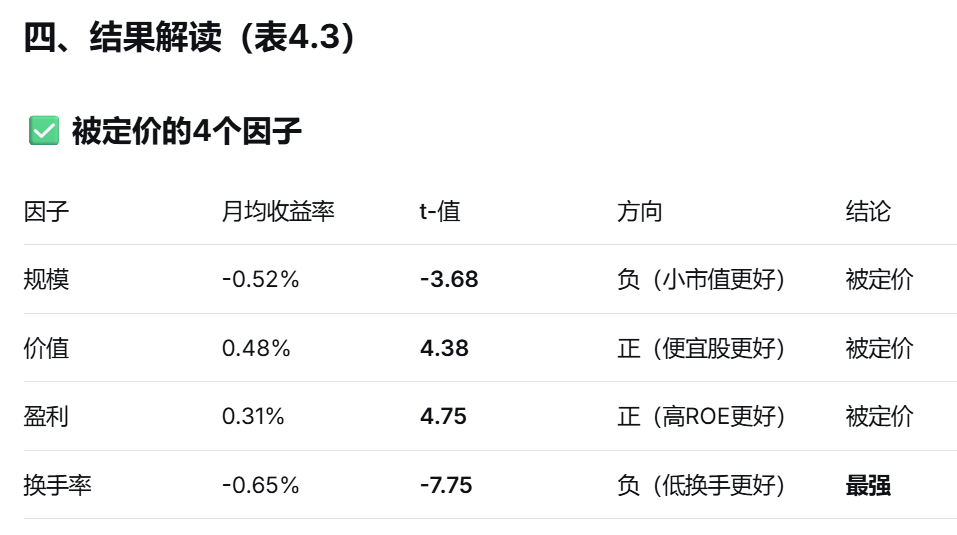 四、结果解读（表4.3）
✅ 被定价的4个因子
因子 月均收益率 t-值 方向 结论
规模 -0.52% -3.68 负（小市值更好） 被定价
价值 0.48% 4.38 正（便宜股更好） 被定价
盈利 0.31% 4.75 正（高ROE更好） 被定价
换手率 -0.65% -7.75 负（低换手更好） 最强